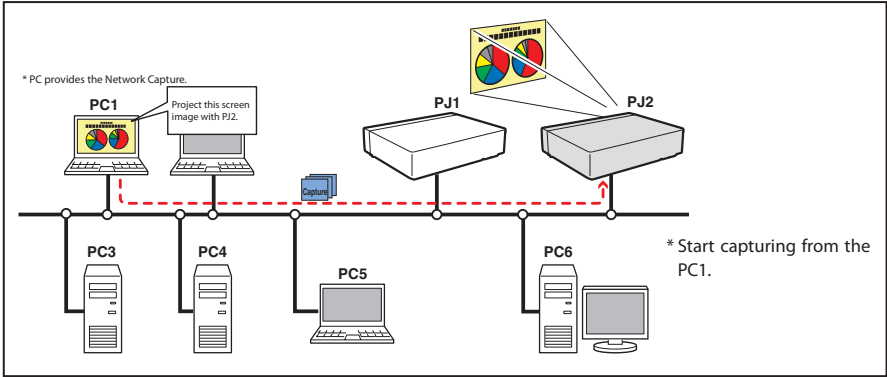 * PC provides the Network Capture.
PC1
Project this screen
image with PJ2.
PJ1
PJ2
Capture
PC3
PC4
PC5
PC6
* Start capturing from the
PC1.